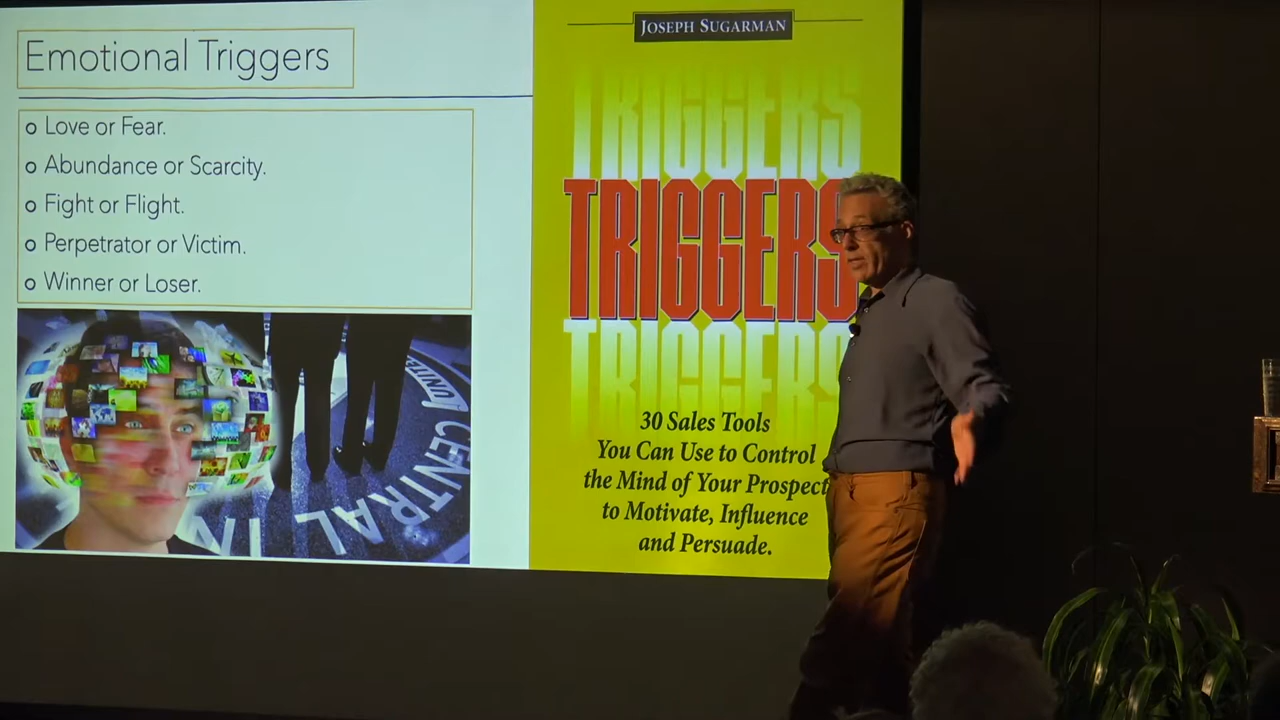 Emotional Triggers
o Love or Fear.
o Abundance or Scarcity.
o Fight or Flight.
o Perpetrator or Victim.
o Winner or Loser.
CENTRAL
JOSEPH SUGARMAN
TRIGGERS
TRIGGERS
TRIGGERS
30 Sales Tools
You Can Use to Control
the Mind of Your Prospect
to Motivate, Influence
and Persuade.